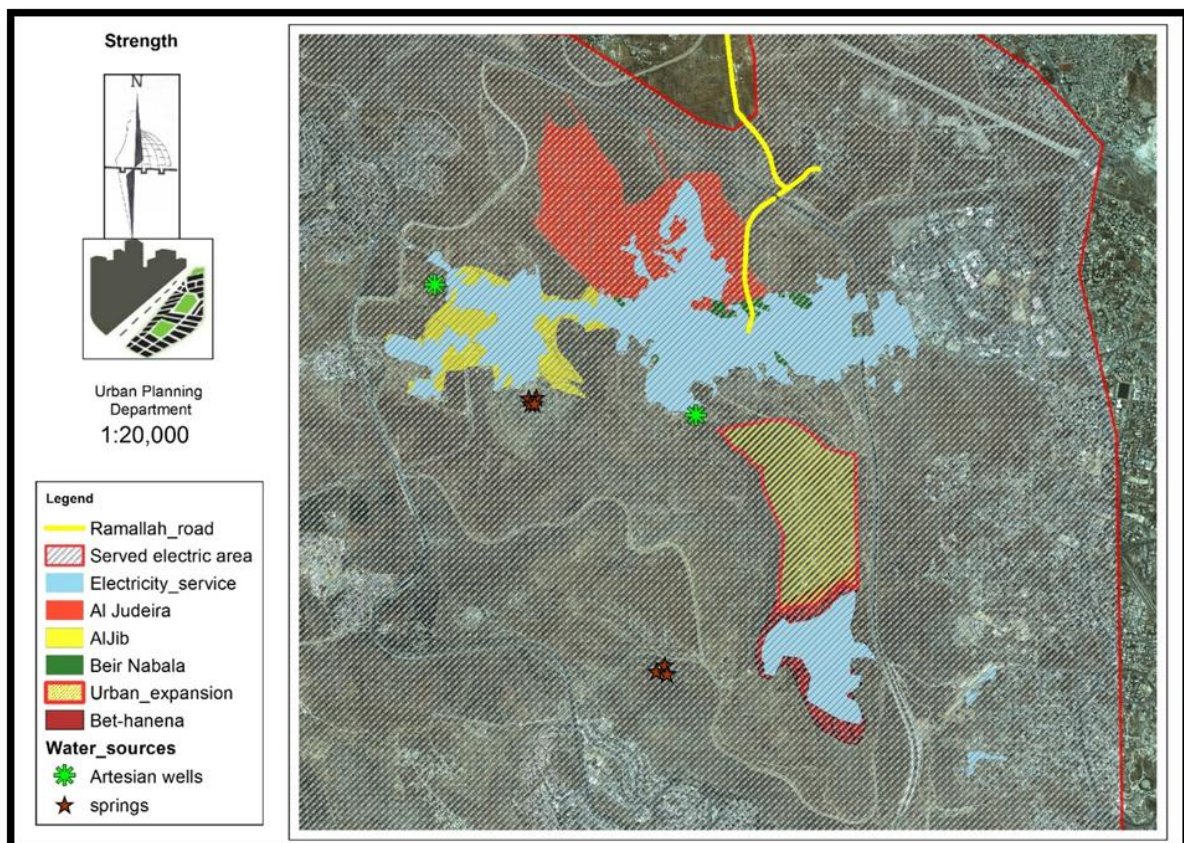 Strength
N
Urban Planning
Department
1:20,000
Legend
Ramallah_road
Served electric area
Electricity_service
Al Judeira
AlJib
Beir Nabala
Urban_expansion
Bet-hanena
Water_sources
Artesian wells
springs